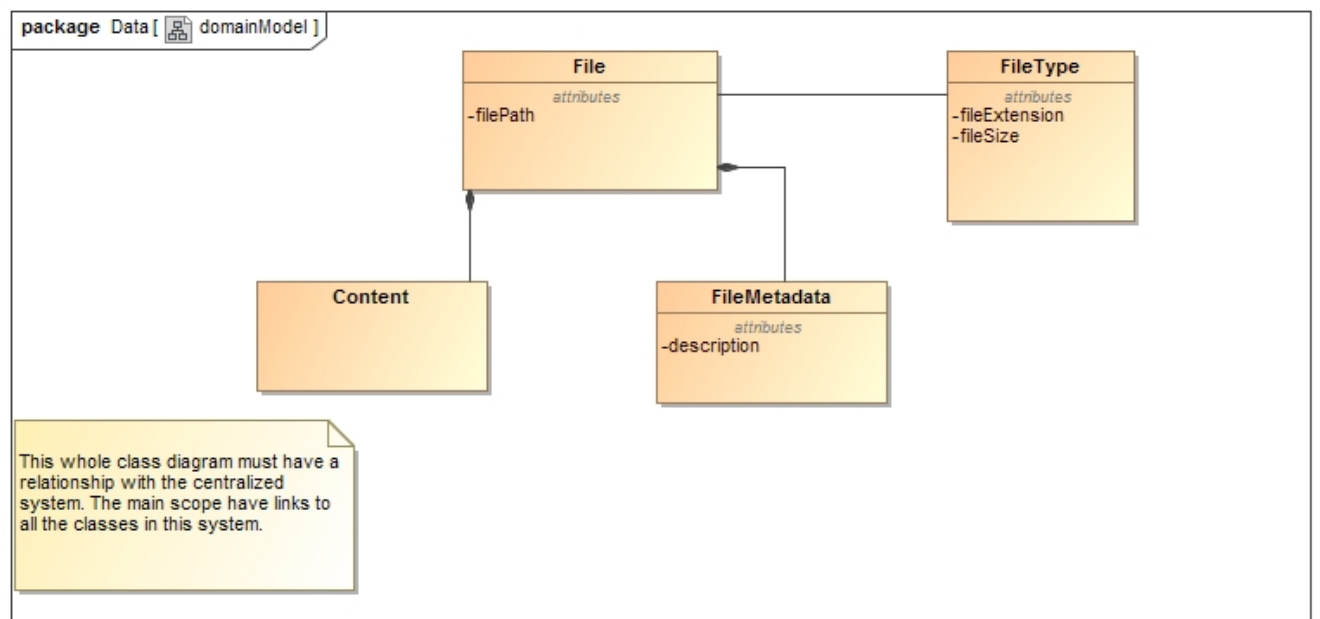 package Data [ domainModel ]
File
attributes
-filePath
FileType
attributes
-fileExtension
-fileSize
Content
FileMetadata
attributes
-description
This whole class diagram must have a
relationship with the centralized
system. The main scope have links to
all the classes in this system.